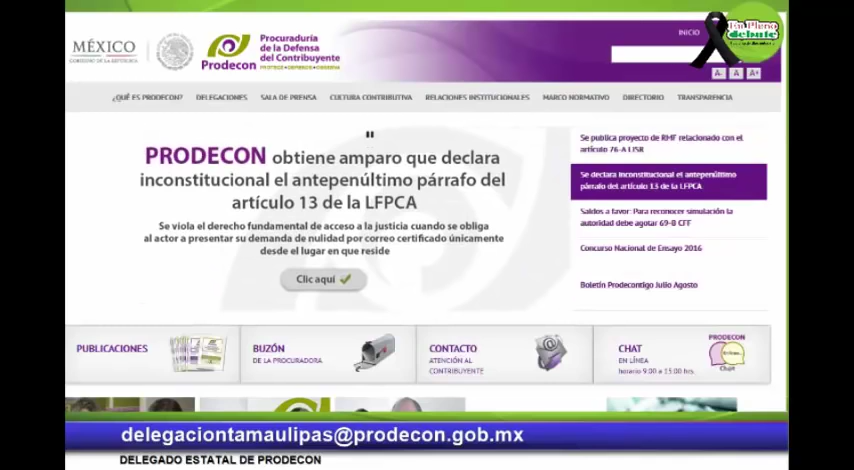 MÉXICO
GOBIERNO DE LA REPÚBLICA
Prodecon
Procuraduría
de la Defensa
del Contribuyente
INICIO
En Pleno
debate
A- A A+
¿QUÉ ES PRODECON? DELEGACIONES SALA DE PRENSA CULTURA CONTRIBUTIVA RELACIONES INSTITUCIONALES MARCO NORMATIVO DIRECTORIO TRANSPARENCIA
"
PRODECON obtiene amparo que declara
inconstitucional el antepenúltimo párrafo del
artículo 13 de la LFPCA
Se viola el derecho fundamental de acceso a la justicia cuando se obliga
al actor a presentar su demanda de nulidad por correo certificado únicamente
desde el lugar en que reside
Clic aquí
Se publica proyecto de RMF relacionado con el
artículo 76-A LISR
Se declara inconstitucional el antepenúltimo
párrafo del artículo 13 de la LFPCA
Saldos a favor: Para reconocer simulación la
autoridad debe agotar 69-B CFF
Concurso Nacional de Ensayo 2016
Boletín Prodecontigo Julio Agosto
PUBLICACIONES
BUZÓN
DE LA PROCURADORA
CONTACTO
ATENCIÓN AL
CONTRIBUYENTE
CHAT
EN LÍNEA
horario 9:00 a 15:00 hrs.
PRODECON
delegaciontamaulipas@prodecon.gob.mx
DELEGADO ESTATAL DE PRODECON